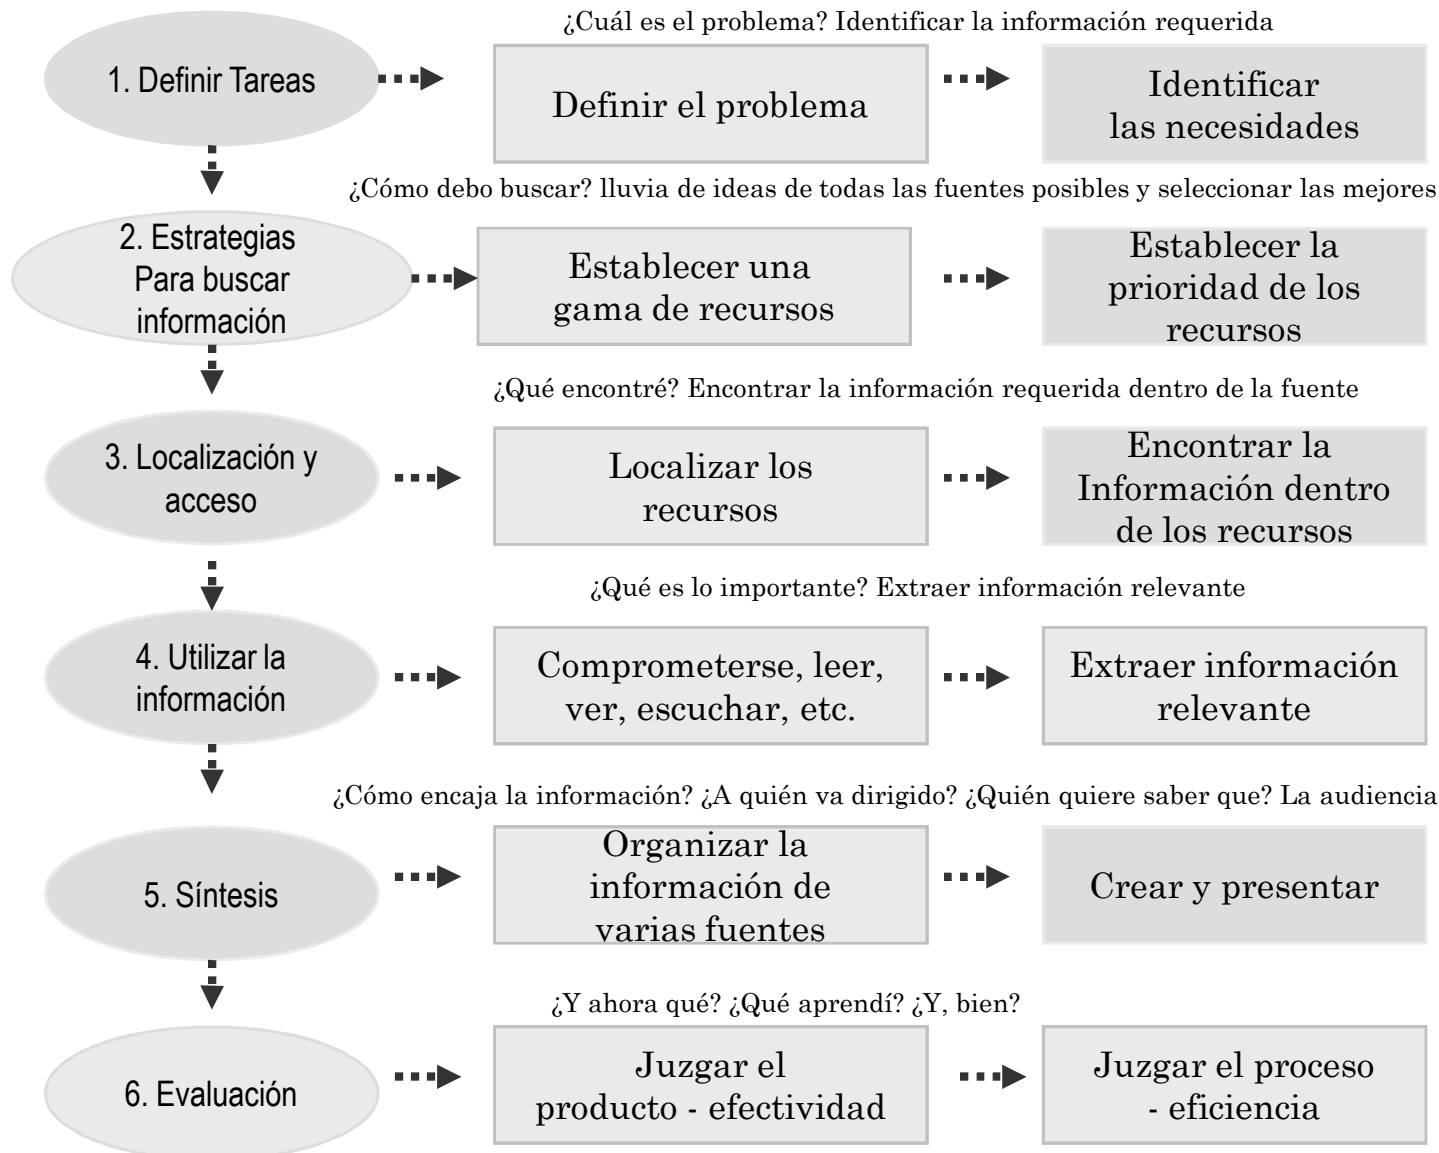 ¿Cuál es el problema? Identificar la información requerida
1. Definir Tareas
Definir el problema
Identificar
las necesidades
¿Cómo debo buscar? lluvia de ideas de todas las fuentes posibles y seleccionar las mejores
2. Estrategias
Para buscar
información
Establecer una
gama de recursos
Establecer la
prioridad de los
recursos
¿Qué encontré? Encontrar la información requerida dentro de la fuente
3. Localización y
acceso
Localizar los
recursos
Encontrar la
Información dentro
de los recursos
¿Qué es lo importante? Extraer información relevante
4. Utilizar la
información
Comprometerse, leer,
ver, escuchar, etc.
Extraer información
relevante
¿Cómo encaja la información? ¿A quién va dirigido? ¿Quién quiere saber que? La audiencia
5. Síntesis
Organizar la
información de
varias fuentes
Crear y presentar
¿Y ahora qué? ¿Qué aprendí? ¿Y, bien?
6. Evaluación
Juzgar el
producto - efectividad
Juzgar el proceso
- eficiencia